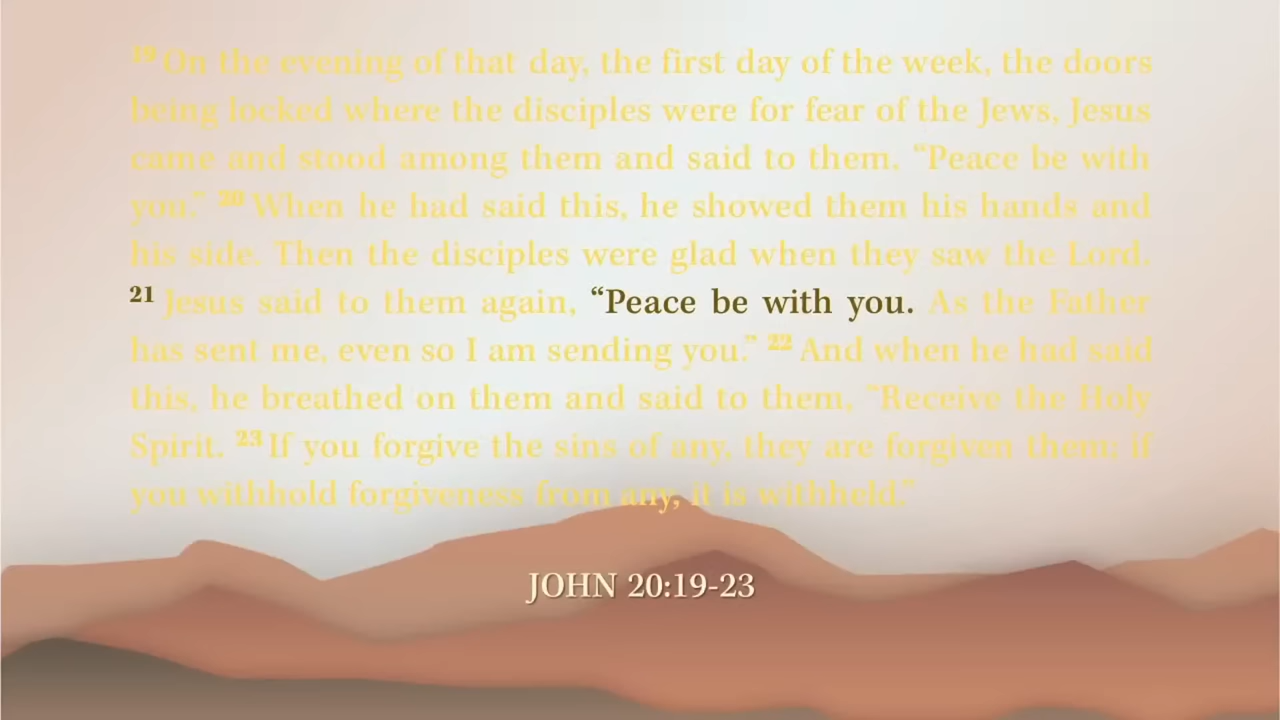 19 On the evening of that day, the first day of the week, the doors
being locked where the disciples were for fear of the Jews, Jesus
came and stood among them and said to them, “Peace be with
you.” 20 When he had said this, he showed them his hands and
his side. Then the disciples were glad when they saw the Lord.
21 Jesus said to them again, “Peace be with you. As the Father
has sent me, even so I am sending you.” 22 And when he had said
this, he breathed on them and said to them, “Receive the Holy
Spirit. 23 If you forgive the sins of any, they are forgiven them; if
you withhold forgiveness from any, it is withheld.”
JOHN 20:19-23